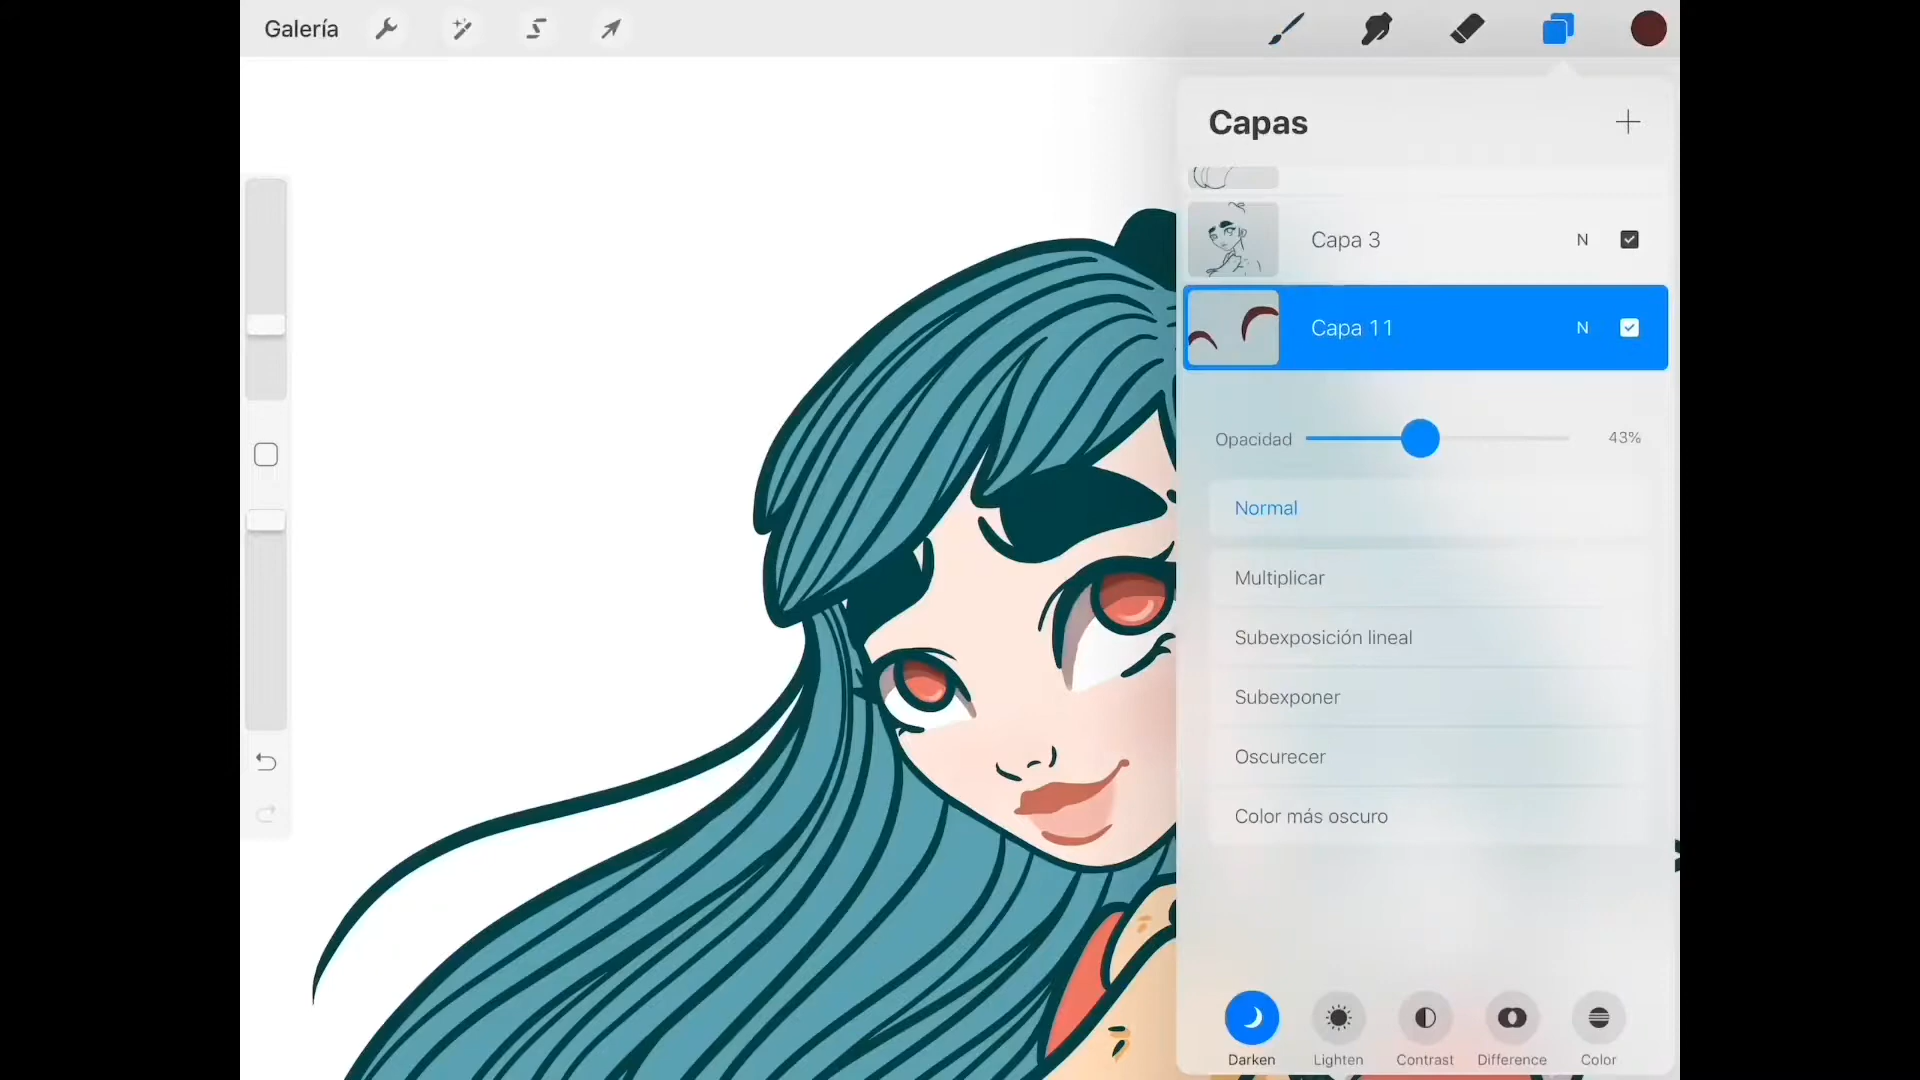 Galería
Capas
Capa 3 N
Capa 11 N
Opacidad 43%
Normal
Multiplicar
Subexposición lineal
Subexponer
Oscurecer
Color más oscuro
Darken Lighten Contrast Difference Color